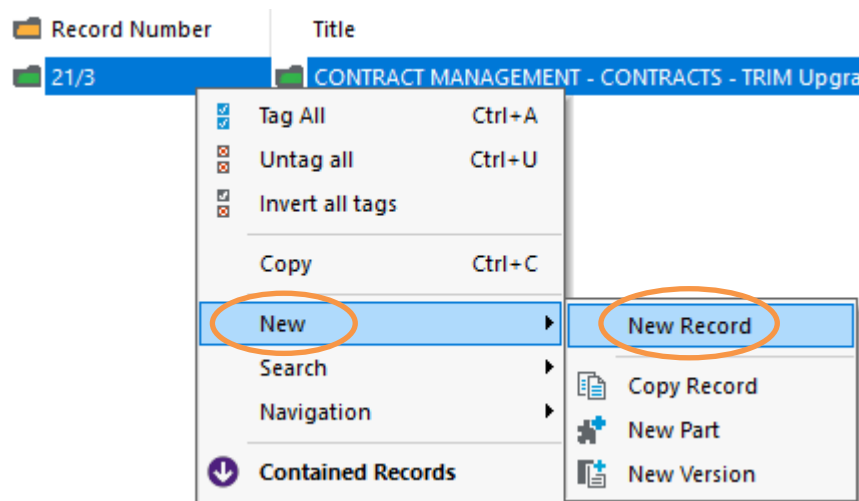 Record Number Title
21/3 CONTRACT MANAGEMENT - CONTRACTS - TRIM Upgra
Tag All Ctrl+A
Untag all Ctrl+U
Invert all tags
Copy Ctrl+C
New New Record
Search
Copy Record
Navigation
New Part
Contained Records
New Version